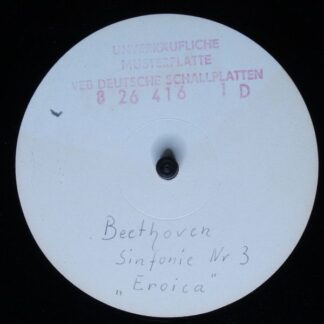 UNVERKÄUFLICHE
MUSTERPLATTE
VEB DEUTSCHE SCHALLPLATTEN
8 26 416 1 D
Beethoven
Sinfonie Nr 3
„Eroica"